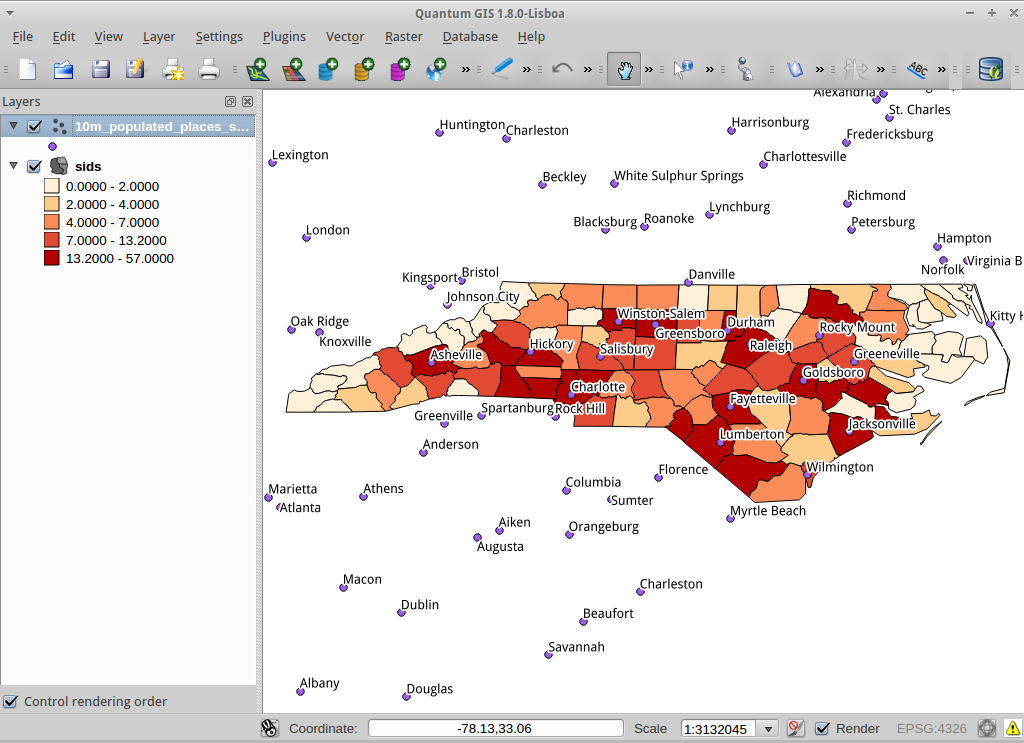 Quantum GIS 1.8.0-Lisboa
File Edit View Layer Settings Plugins Vector Raster Database Help
ABC
Layers
10m_populated_places_s...
sids
0.0000 - 2.0000
2.0000 - 4.0000
4.0000 - 7.0000
7.0000 - 13.2000
13.2000 - 57.0000
Control rendering order
Alexandria
St. Charles
Huntington
Charleston
Harrisonburg
Fredericksburg
Lexington
Charlottesville
Beckley
White Sulphur Springs
Richmond
Lynchburg
Blacksburg
Roanoke
Petersburg
London
Hampton
Norfolk
Virginia B
Kingsport
Bristol
Danville
Johnson City
Oak Ridge
Knoxville
Winston-Salem
Greensboro
Durham
Rocky Mount
Kitty H
Asheville
Hickory
Salisbury
Raleigh
Greeneville
Goldsboro
Charlotte
Greenville
Spartanburg
Rock Hill
Fayetteville
Jacksonville
Anderson
Lumberton
Wilmington
Florence
Marietta
Atlanta
Athens
Columbia
Sumter
Myrtle Beach
Aiken
Augusta
Orangeburg
Macon
Dublin
Charleston
Beaufort
Savannah
Albany
Douglas
Coordinate: -78.13,33.06 Scale 1:3132045 Render EPSG:4326